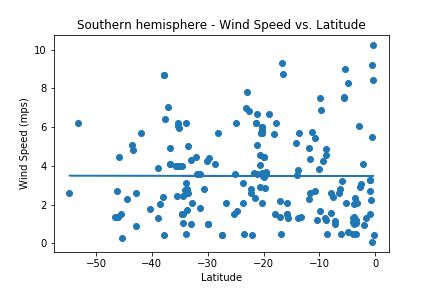 Southern hemisphere - Wind Speed vs. Latitude
Wind Speed (mps)
10
8
6
4
2
0
−50 −40 −30 −20 −10 0
Latitude